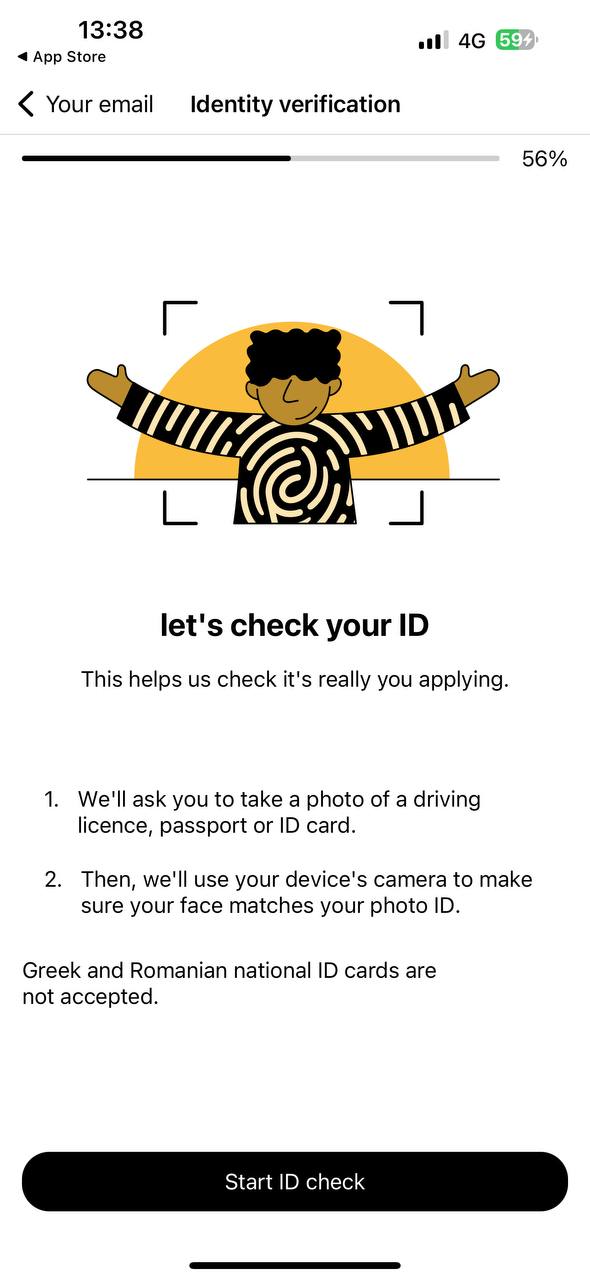 13:38
4G
59
◀ App Store
Your email
Identity verification
56%
let's check your ID
This helps us check it's really you applying.
1. We'll ask you to take a photo of a driving
licence, passport or ID card.
2. Then, we'll use your device's camera to make
sure your face matches your photo ID.
Greek and Romanian national ID cards are
not accepted.
Start ID check